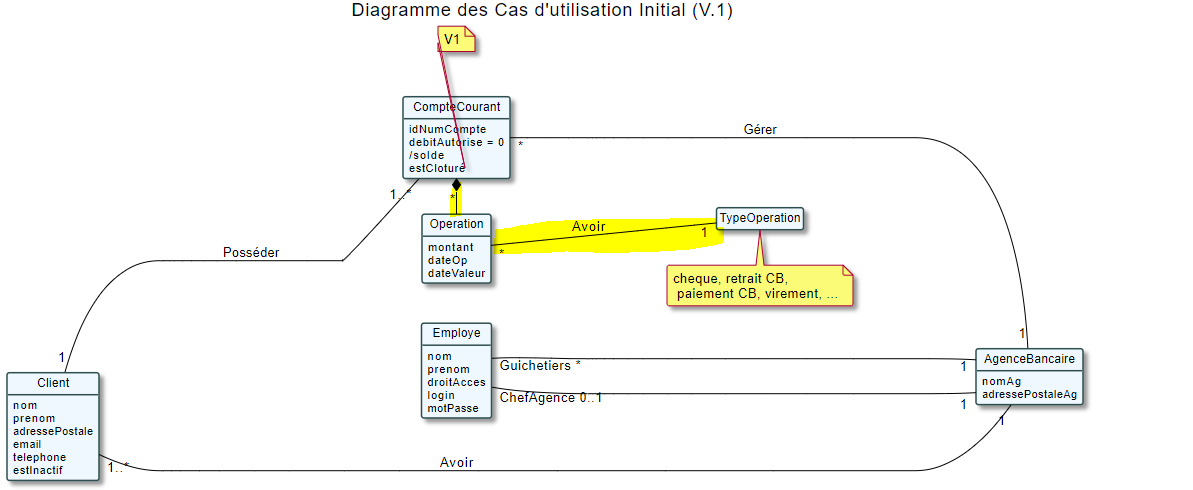 Diagramme des Cas d'utilisation Initial (V.1)
V1
CompteCourant
idNumCompte
debitAutorise = 0
/solde
estCloturé
*
Gérer
1..*
*
Operation
montant
dateOp
dateValeur
Avoir
*
1
TypeOperation
cheque, retrait CB,
paiement CB, virement, ...
Posséder
1
1
Employe
nom
prenom
droitAcces
login
motPasse
Guichetiers *
1
ChefAgence 0..1
1
AgenceBancaire
nomAg
adressePostaleAg
Client
nom
prenom
adressePostale
email
telephone
estInactif
1..*
Avoir
1